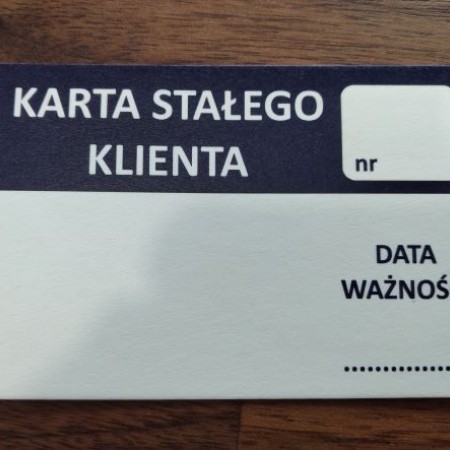 KARTA STAŁEGO
KLIENTA
nr
DATA
WAŻNOŚ
....................